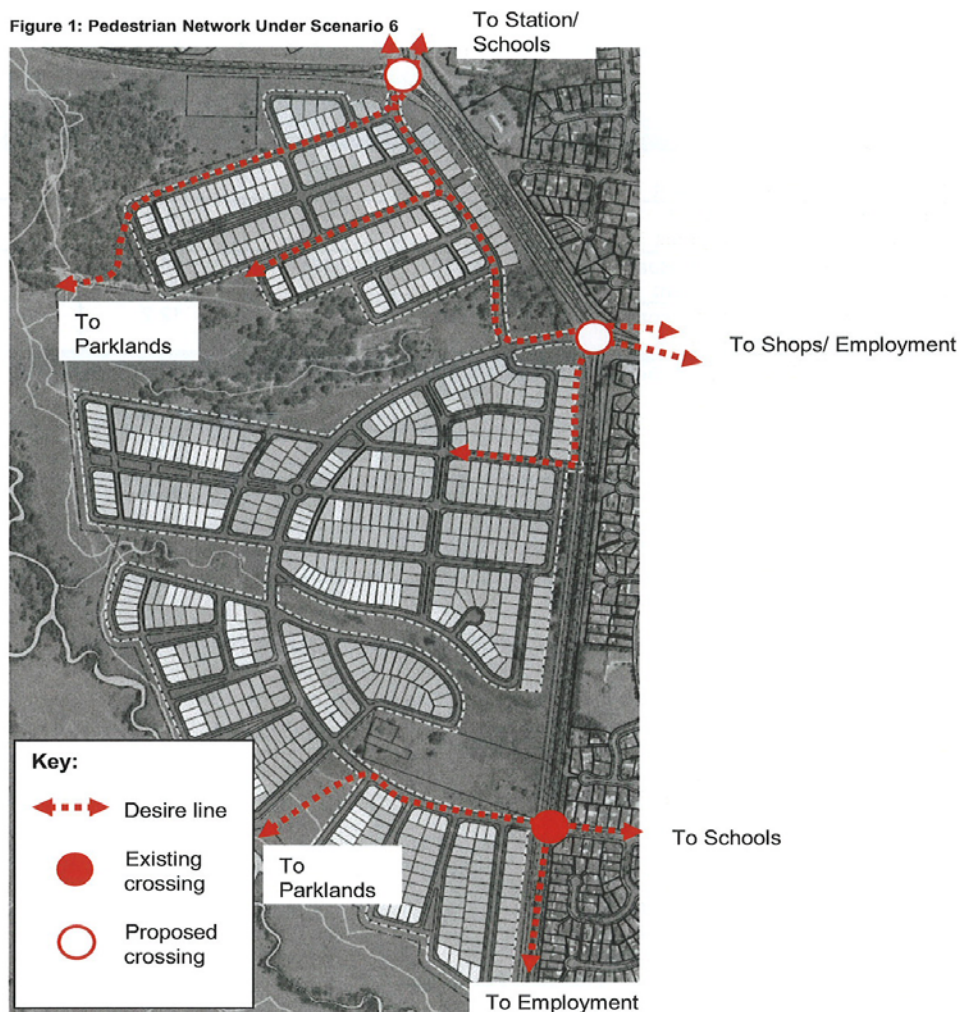 Figure 1: Pedestrian Network Under Scenario 6
To Station/
Schools
To
Parklands
To Shops/ Employment
Key:
Desire line
Existing
crossing
Proposed
crossing
To
Parklands
To Schools
To Employment